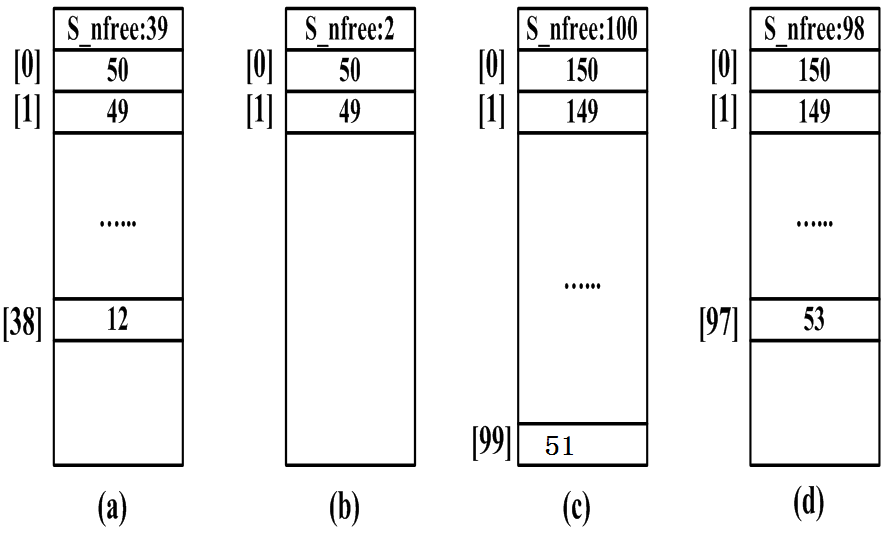 S_nfree:39 S_nfree:2 S_nfree:100 S_nfree:98
[0] 50 [0] 50 [0] 150 [0] 150
[1] 49 [1] 49 [1] 149 [1] 149
...... ......
......
[38] 12 [97] 53
[99] 51
(a) (b) (c) (d)